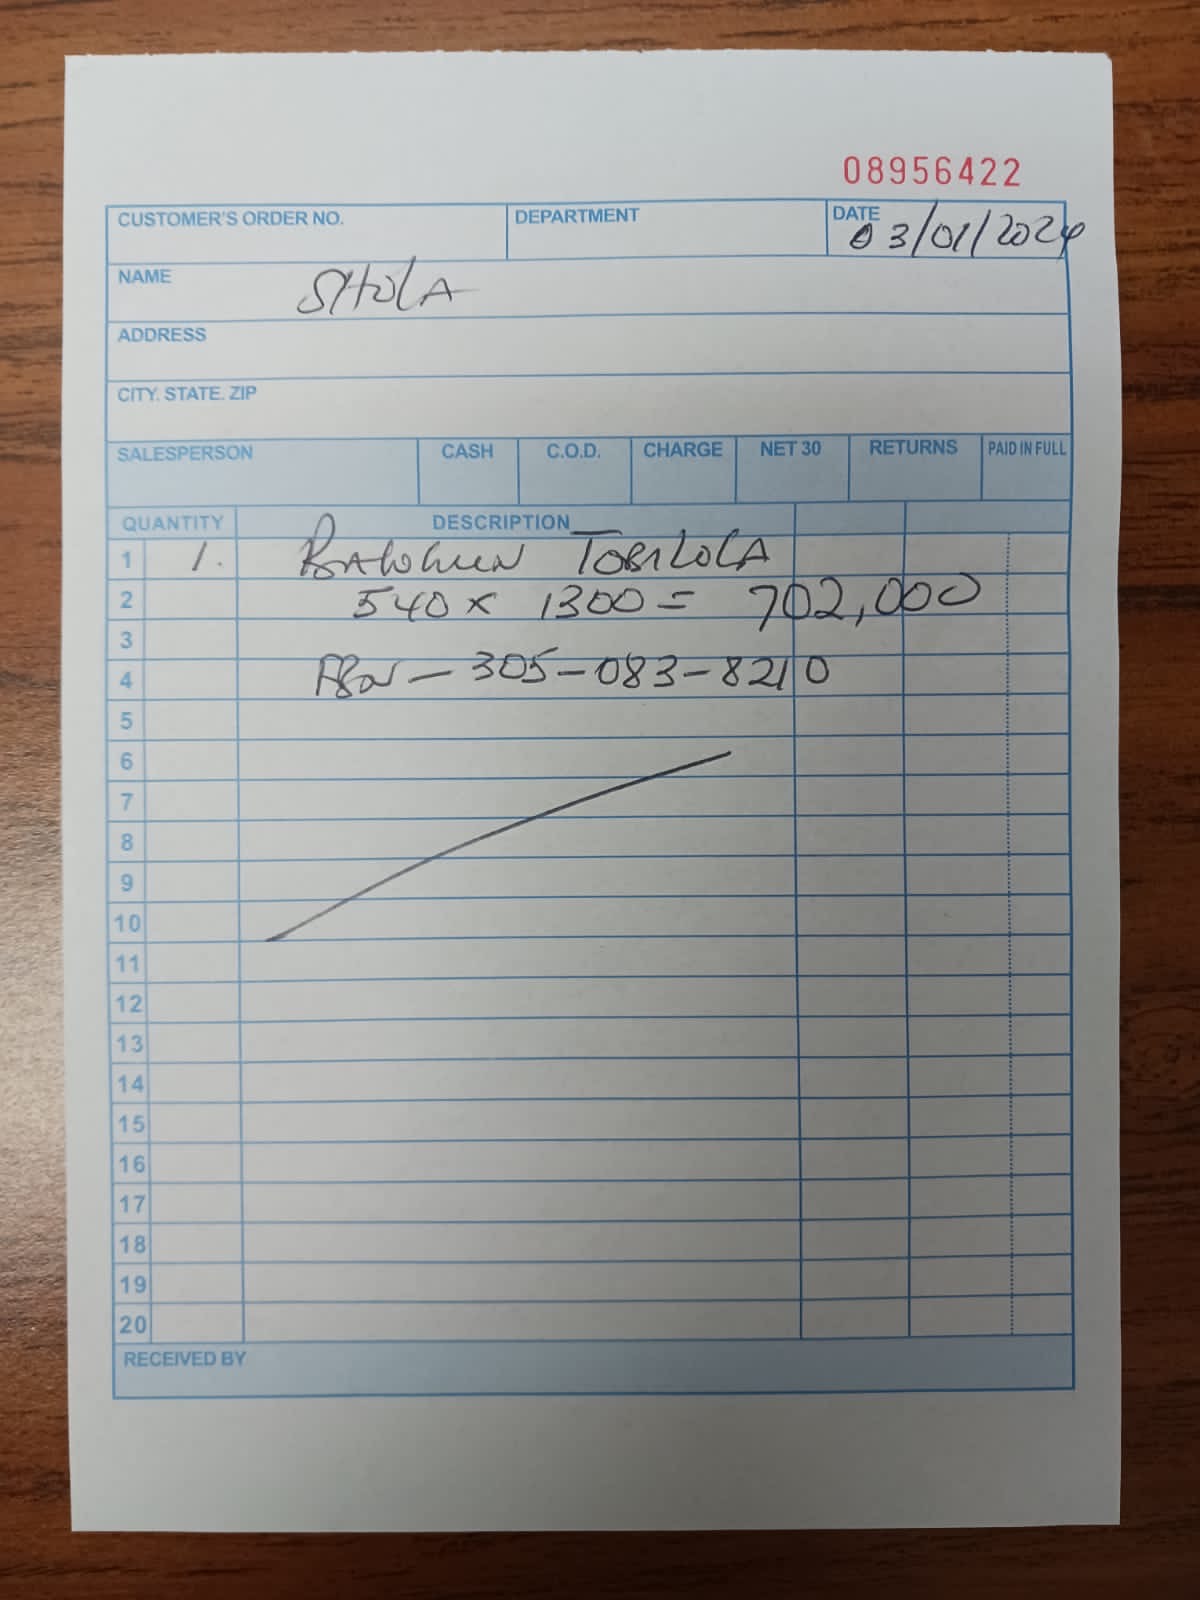 08956422
CUSTOMER'S ORDER NO. DEPARTMENT DATE 03/01/2024
NAME SHOLA
ADDRESS
CITY. STATE. ZIP
SALESPERSON CASH C.O.D. CHARGE NET 30 RETURNS PAID IN FULL
QUANTITY DESCRIPTION
1 1. BALOGUN TOBILOLA
2 540 x 1300 = 702,000
3
4 - 305-083-8210
5
6
7
8
9
10
11
12
13
14
15
16
17
18
19
20
RECEIVED BY